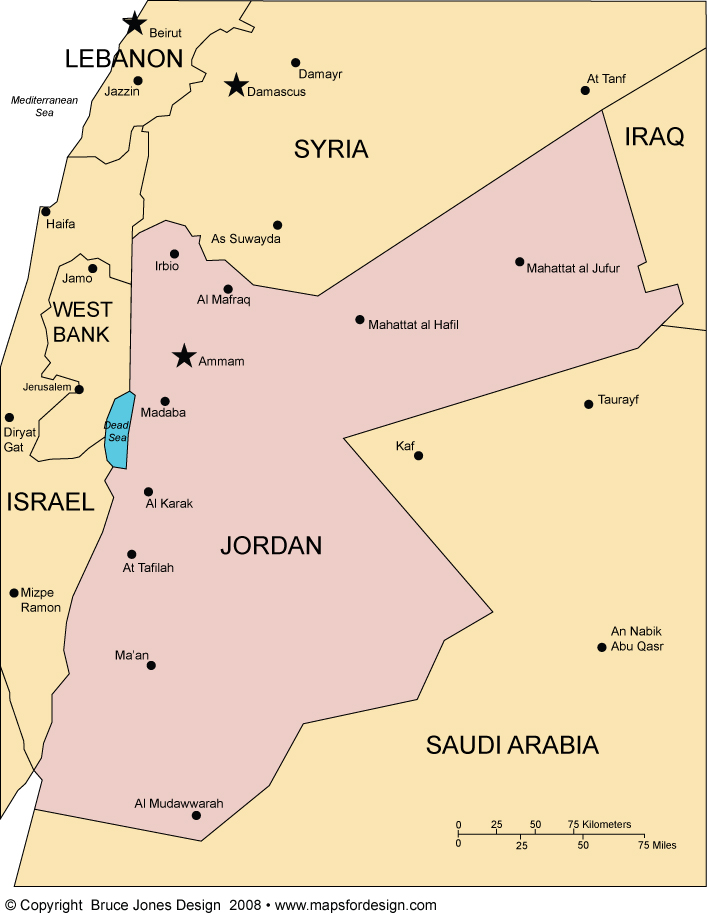 Beirut
LEBANON
Damayr
Jazzin
Damascus
At Tanf
Mediterranean
Sea
IRAQ
SYRIA
Haifa
As Suwayda
Irbio
Mahattat al Jufur
Jamo
Al Mafraq
WEST
BANK
Mahattat al Hafil
Ammam
Jerusalem
Taurayf
Madaba
Dead
Sea
Diryat
Gat
Kaf
ISRAEL
Al Karak
JORDAN
At Tafilah
Mizpe
Ramon
An Nabik
Abu Qasr
Ma'an
SAUDI ARABIA
Al Mudawwarah
0 25 50 75 Kilometers
0 25 50 75 Miles
© Copyright Bruce Jones Design 2008 • www.mapsfordesign.com